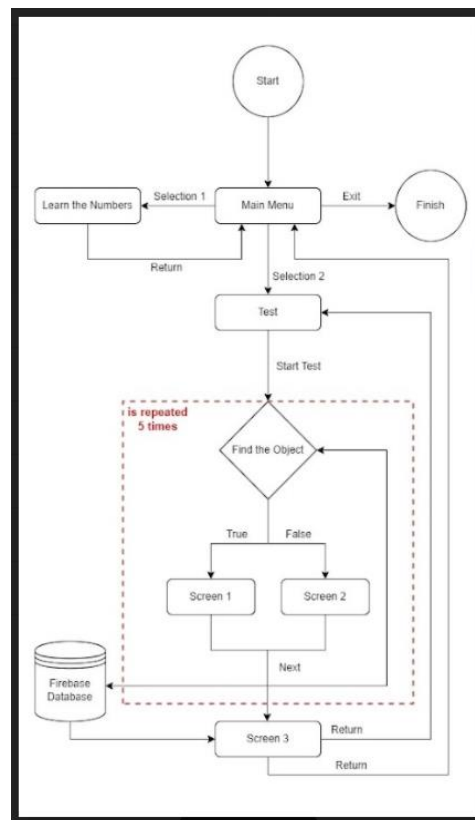 Start
Learn the Numbers
Selection 1
Main Menu
Exit
Finish
Return
Selection 2
Test
Start Test
is repeated
5 times
Find the Object
True
False
Screen 1
Screen 2
Next
Firebase
Database
Screen 3
Return
Return